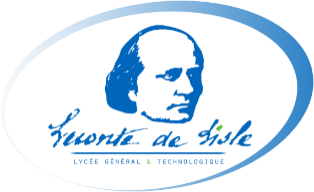 Leconte de Lisle
LYCÉE GÉNÉRAL & TECHNOLOGIQUE